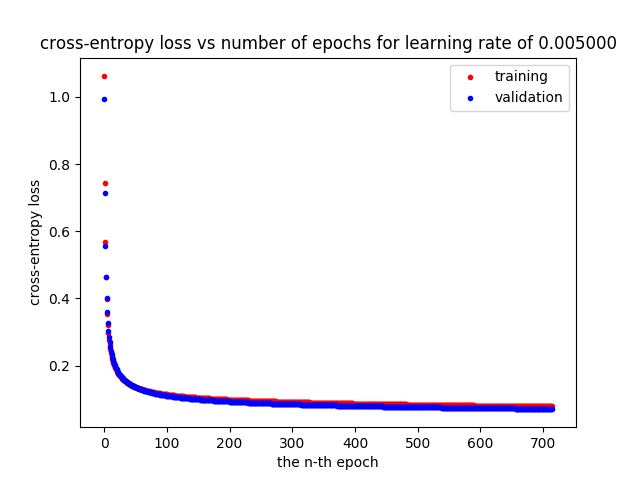 cross-entropy loss vs number of epochs for learning rate of 0.005000
training
validation
cross-entropy loss
1.0
0.8
0.6
0.4
0.2
0 100 200 300 400 500 600 700
the n-th epoch